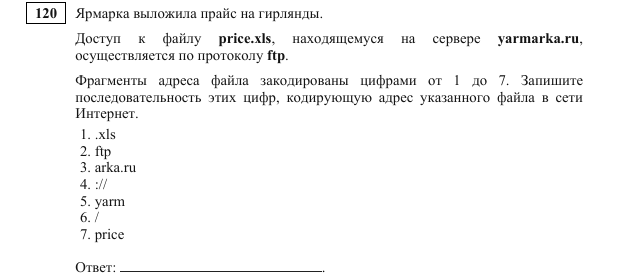 120 Ярмарка выложила прайс на гирлянды.
Доступ к файлу price.xls, находящемуся на сервере yarmarka.ru,
осуществляется по протоколу ftp.
Фрагменты адреса файла закодированы цифрами от 1 до 7. Запишите
последовательность этих цифр, кодирующую адрес указанного файла в сети
Интернет.
1. .xls
2. ftp
3. arka.ru
4. ://
5. yarm
6. /
7. price
Ответ: ____________________________.